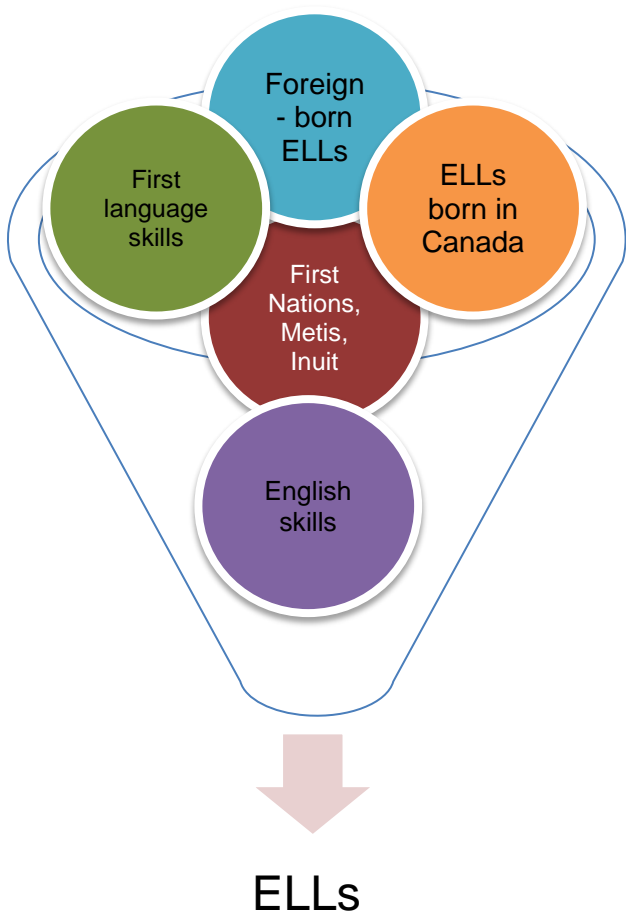 Foreign
- born
ELLs
First
language
skills
ELLs
born in
Canada
First
Nations,
Metis,
Inuit
English
skills
ELLs